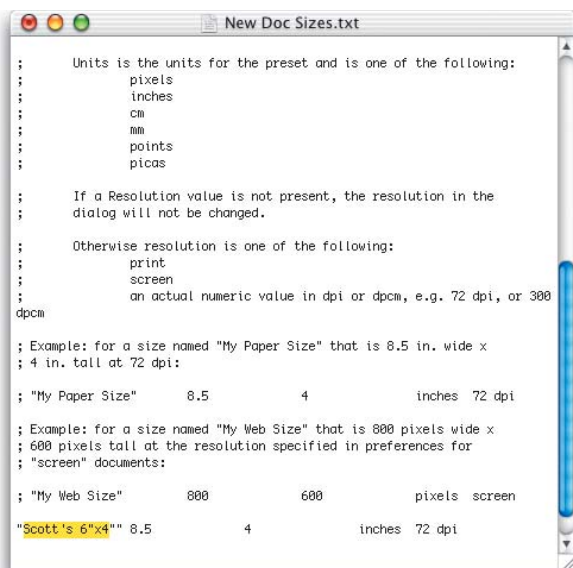 New Doc Sizes.txt
; Units is the units for the preset and is one of the following:
; pixels
; inches
; cm
; mm
; points
; picas
; If a Resolution value is not present, the resolution in the
; dialog will not be changed.
; Otherwise resolution is one of the following:
; print
; screen
; an actual numeric value in dpi or dpcm, e.g. 72 dpi, or 300
dpcm
; Example: for a size named "My Paper Size" that is 8.5 in. wide x
; 4 in. tall at 72 dpi:
; "My Paper Size" 8.5 4 inches 72 dpi
; Example: for a size named "My Web Size" that is 800 pixels wide x
; 600 pixels tall at the resolution specified in preferences for
; "screen" documents:
; "My Web Size" 800 600 pixels screen
"Scott's 6"x4"" 8.5 4 inches 72 dpi